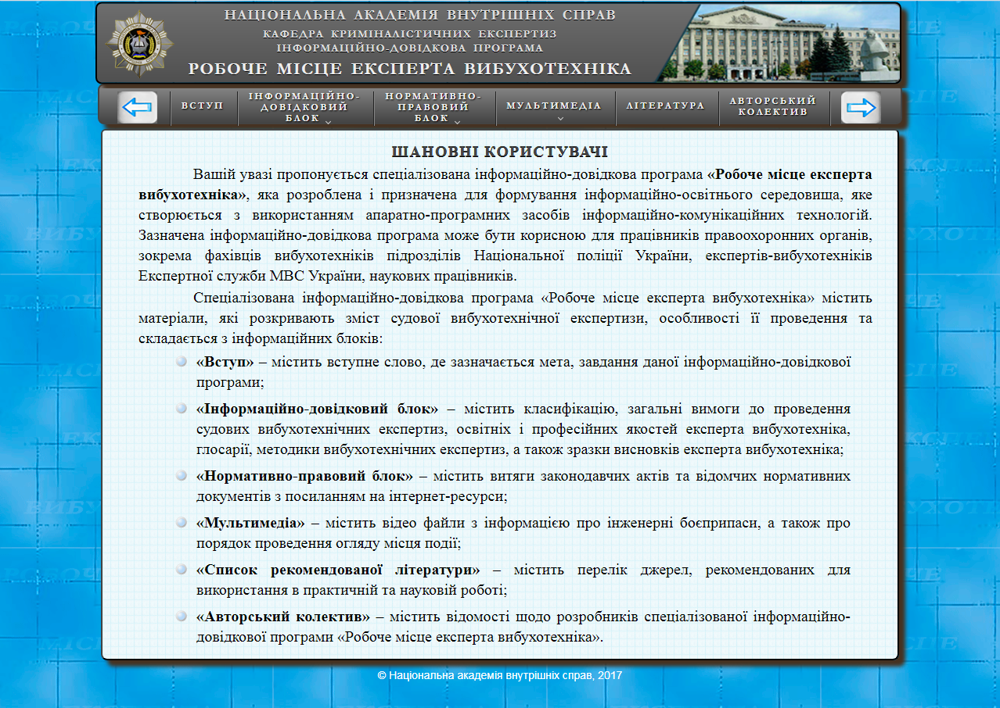 НАЦІОНАЛЬНА АКАДЕМІЯ ВНУТРІШНІХ СПРАВ
КАФЕДРА КРИМІНАЛІСТИЧНИХ ЕКСПЕРТИЗ
ІНФОРМАЦІЙНО-ДОВІДКОВА ПРОГРАМА
РОБОЧЕ МІСЦЕ ЕКСПЕРТА ВИБУХОТЕХНІКА
ВСТУП
ІНФОРМАЦІЙНО-
ДОВІДКОВИЙ
БЛОК
НОРМАТИВНО-
ПРАВОВИЙ
БЛОК
МУЛЬТИМЕДІА
ЛІТЕРАТУРА
АВТОРСЬКИЙ
КОЛЕКТИВ
ШАНОВНІ КОРИСТУВАЧІ
Вашій увазі пропонується спеціалізована інформаційно-довідкова програма «Робоче місце експерта
вибухотехніка», яка розроблена і призначена для формування інформаційно-освітнього середовища, яке
створюється з використанням апаратно-програмних засобів інформаційно-комунікаційних технологій.
Зазначена інформаційно-довідкова програма може бути корисною для працівників правоохоронних органів,
зокрема фахівців вибухотехніків підрозділів Національної поліції України, експертів-вибухотехніків
Експертної служби МВС України, наукових працівників.
Спеціалізована інформаційно-довідкова програма «Робоче місце експерта вибухотехніка» містить
матеріали, які розкривають зміст судової вибухотехнічної експертизи, особливості її проведення та
складається з інформаційних блоків:
«Вступ» – містить вступне слово, де зазначається мета, завдання даної інформаційно-довідкової
програми;
«Інформаційно-довідковий блок» – містить класифікацію, загальні вимоги до проведення
судових вибухотехнічних експертиз, освітніх і професійних якостей експерта вибухотехніка,
глосарії, методики вибухотехнічних експертиз, а також зразки висновків експерта вибухотехніка;
«Нормативно-правовий блок» – містить витяги законодавчих актів та відомчих нормативних
документів з посиланням на інтернет-ресурси;
«Мультимедіа» – містить відео файли з інформацією про інженерні боєприпаси, а також про
порядок проведення огляду місця події;
«Список рекомендованої літератури» – містить перелік джерел, рекомендованих для
використання в практичній та науковій роботі;
«Авторський колектив» – містить відомості щодо розробників спеціалізованої інформаційно-
довідкової програми «Робоче місце експерта вибухотехніка».
© Національна академія внутрішніх справ, 2017